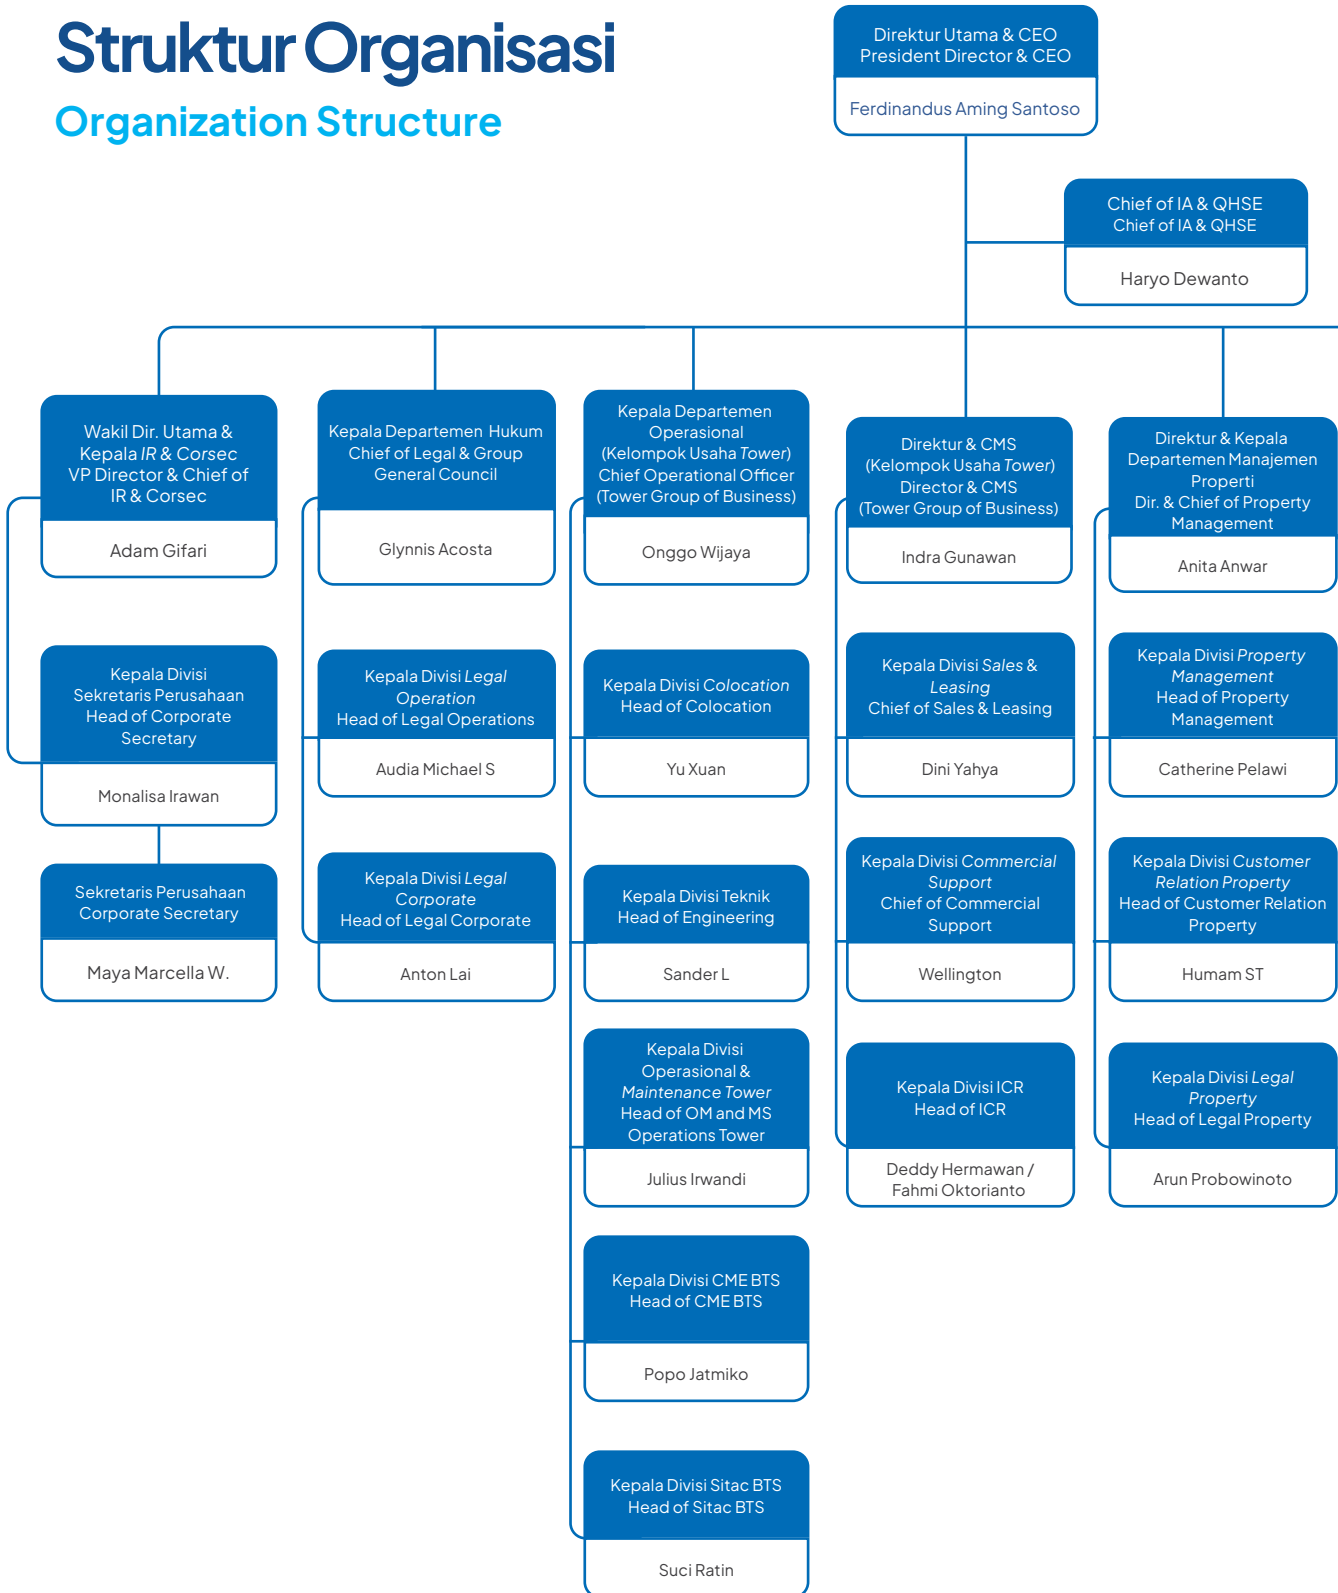 Struktur Organisasi
Organization Structure
Direktur Utama & CEO
President Director & CEO
Ferdinandus Aming Santoso
Chief of IA & QHSE
Chief of IA & QHSE
Haryo Dewanto
Wakil Dir. Utama &
Kepala IR & Corsec
VP Director & Chief of
IR & Corsec
Adam Gifari
Kepala Divisi
Sekretaris Perusahaan
Head of Corporate
Secretary
Monalisa Irawan
Sekretaris Perusahaan
Corporate Secretary
Maya Marcella W.
Kepala Departemen Hukum
Chief of Legal & Group
General Council
Glynnis Acosta
Kepala Divisi Legal
Operation
Head of Legal Operations
Audia Michael S
Kepala Divisi Legal
Corporate
Head of Legal Corporate
Anton Lai
Kepala Departemen
Operasional
(Kelompok Usaha Tower)
Chief Operational Officer
(Tower Group of Business)
Onggo Wijaya
Kepala Divisi Colocation
Head of Colocation
Yu Xuan
Kepala Divisi Teknik
Head of Engineering
Sander L
Kepala Divisi
Operasional &
Maintenance Tower
Head of OM and MS
Operations Tower
Julius Irwandi
Kepala Divisi CME BTS
Head of CME BTS
Popo Jatmiko
Kepala Divisi Sitac BTS
Head of Sitac BTS
Suci Ratin
Direktur & CMS
(Kelompok Usaha Tower)
Director & CMS
(Tower Group of Business)
Indra Gunawan
Kepala Divisi Sales &
Leasing
Chief of Sales & Leasing
Dini Yahya
Kepala Divisi Commercial
Support
Chief of Commercial
Support
Wellington
Kepala Divisi ICR
Head of ICR
Deddy Hermawan /
Fahmi Oktorianto
Direktur & Kepala
Departemen Manajemen
Properti
Dir. & Chief of Property
Management
Anita Anwar
Kepala Divisi Property
Management
Head of Property
Management
Catherine Pelawi
Kepala Divisi Customer
Relation Property
Head of Customer Relation
Property
Humam ST
Kepala Divisi Legal
Property
Head of Legal Property
Arun Probowinoto